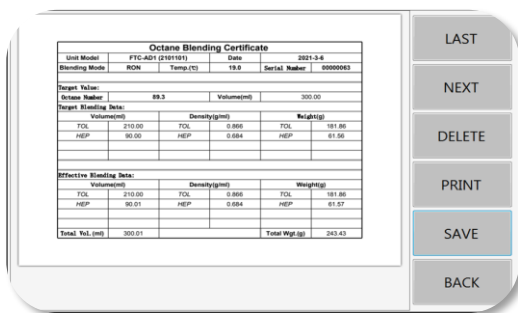 Octane Blending Certificate
Unit Model FTC-AD1 (2101101) Date 2021-3-6
Blending Mode RON Temp.(℃) 19.0 Serial Number 00000063
Target Value:
Octane Number 89.3 Volume(ml) 300.00
Target Blending Data:
Volume(ml) Density(g/ml) Weight(g)
TOL 210.00 TOL 0.866 TOL 181.86
HEP 90.00 HEP 0.684 HEP 61.56
Effective Blending Data:
Volume(ml) Density(g/ml) Weight(g)
TOL 210.00 TOL 0.866 TOL 181.86
HEP 90.01 HEP 0.684 HEP 61.57
Total Vol.(ml) 300.01 Total Wgt.(g) 243.43
LAST
NEXT
DELETE
PRINT
SAVE
BACK